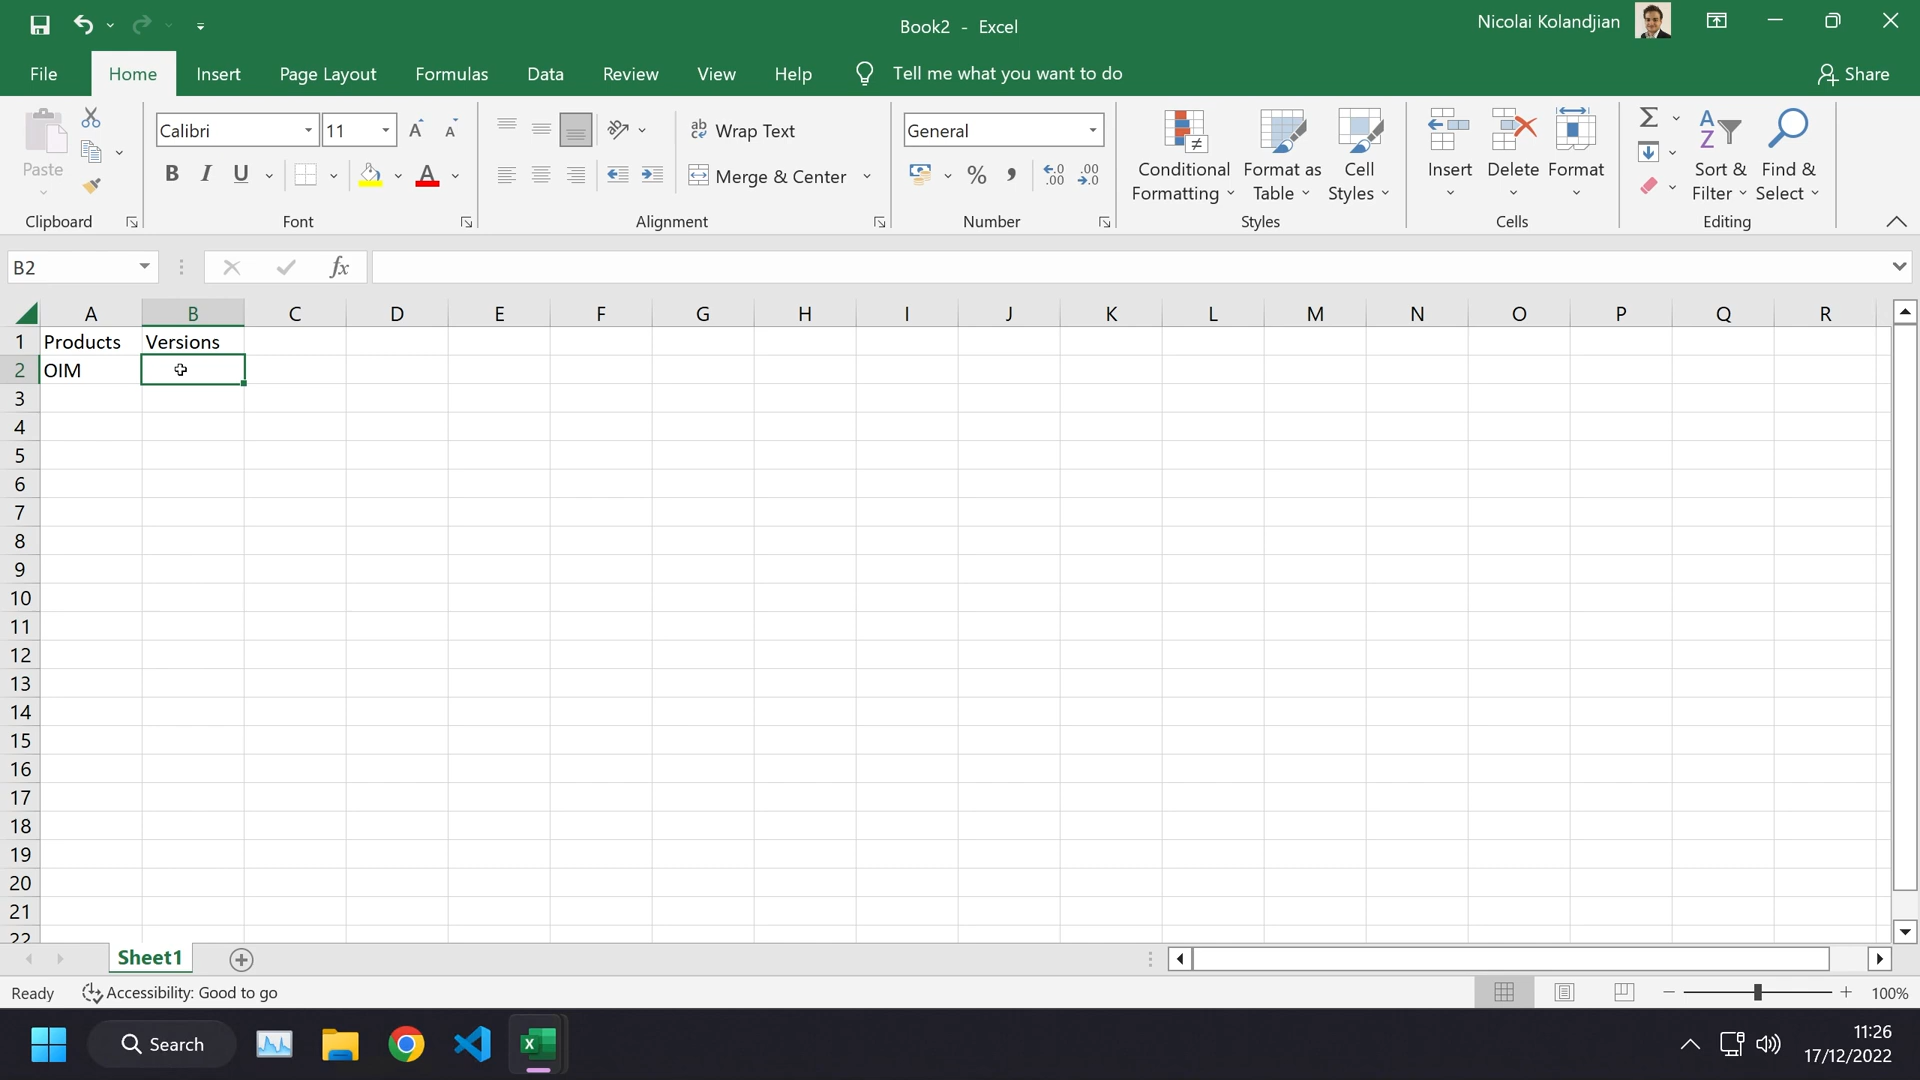 Book2 - Excel
Nicolai Kolandjian
File
Home
Insert
Page Layout
Formulas
Data
Review
View
Help
Tell me what you want to do
Share
Paste
Calibri
11
A
A
B
I
U
A
ab
Wrap Text
Merge & Center
General
%
Conditional
Formatting
Format as
Table
Cell
Styles
Insert
Delete
Format
Σ
Sort &
Filter
Find &
Select
Clipboard
Font
Alignment
Number
Styles
Cells
Editing
B2
fx
A
B
C
D
E
F
G
H
I
J
K
L
M
N
O
P
Q
R
1
Products
Versions
2
OIM
3
4
5
6
7
8
9
10
11
12
13
14
15
16
17
18
19
20
21
22
Sheet1
Ready
Accessibility: Good to go
100%
Search
11:26
17/12/2022